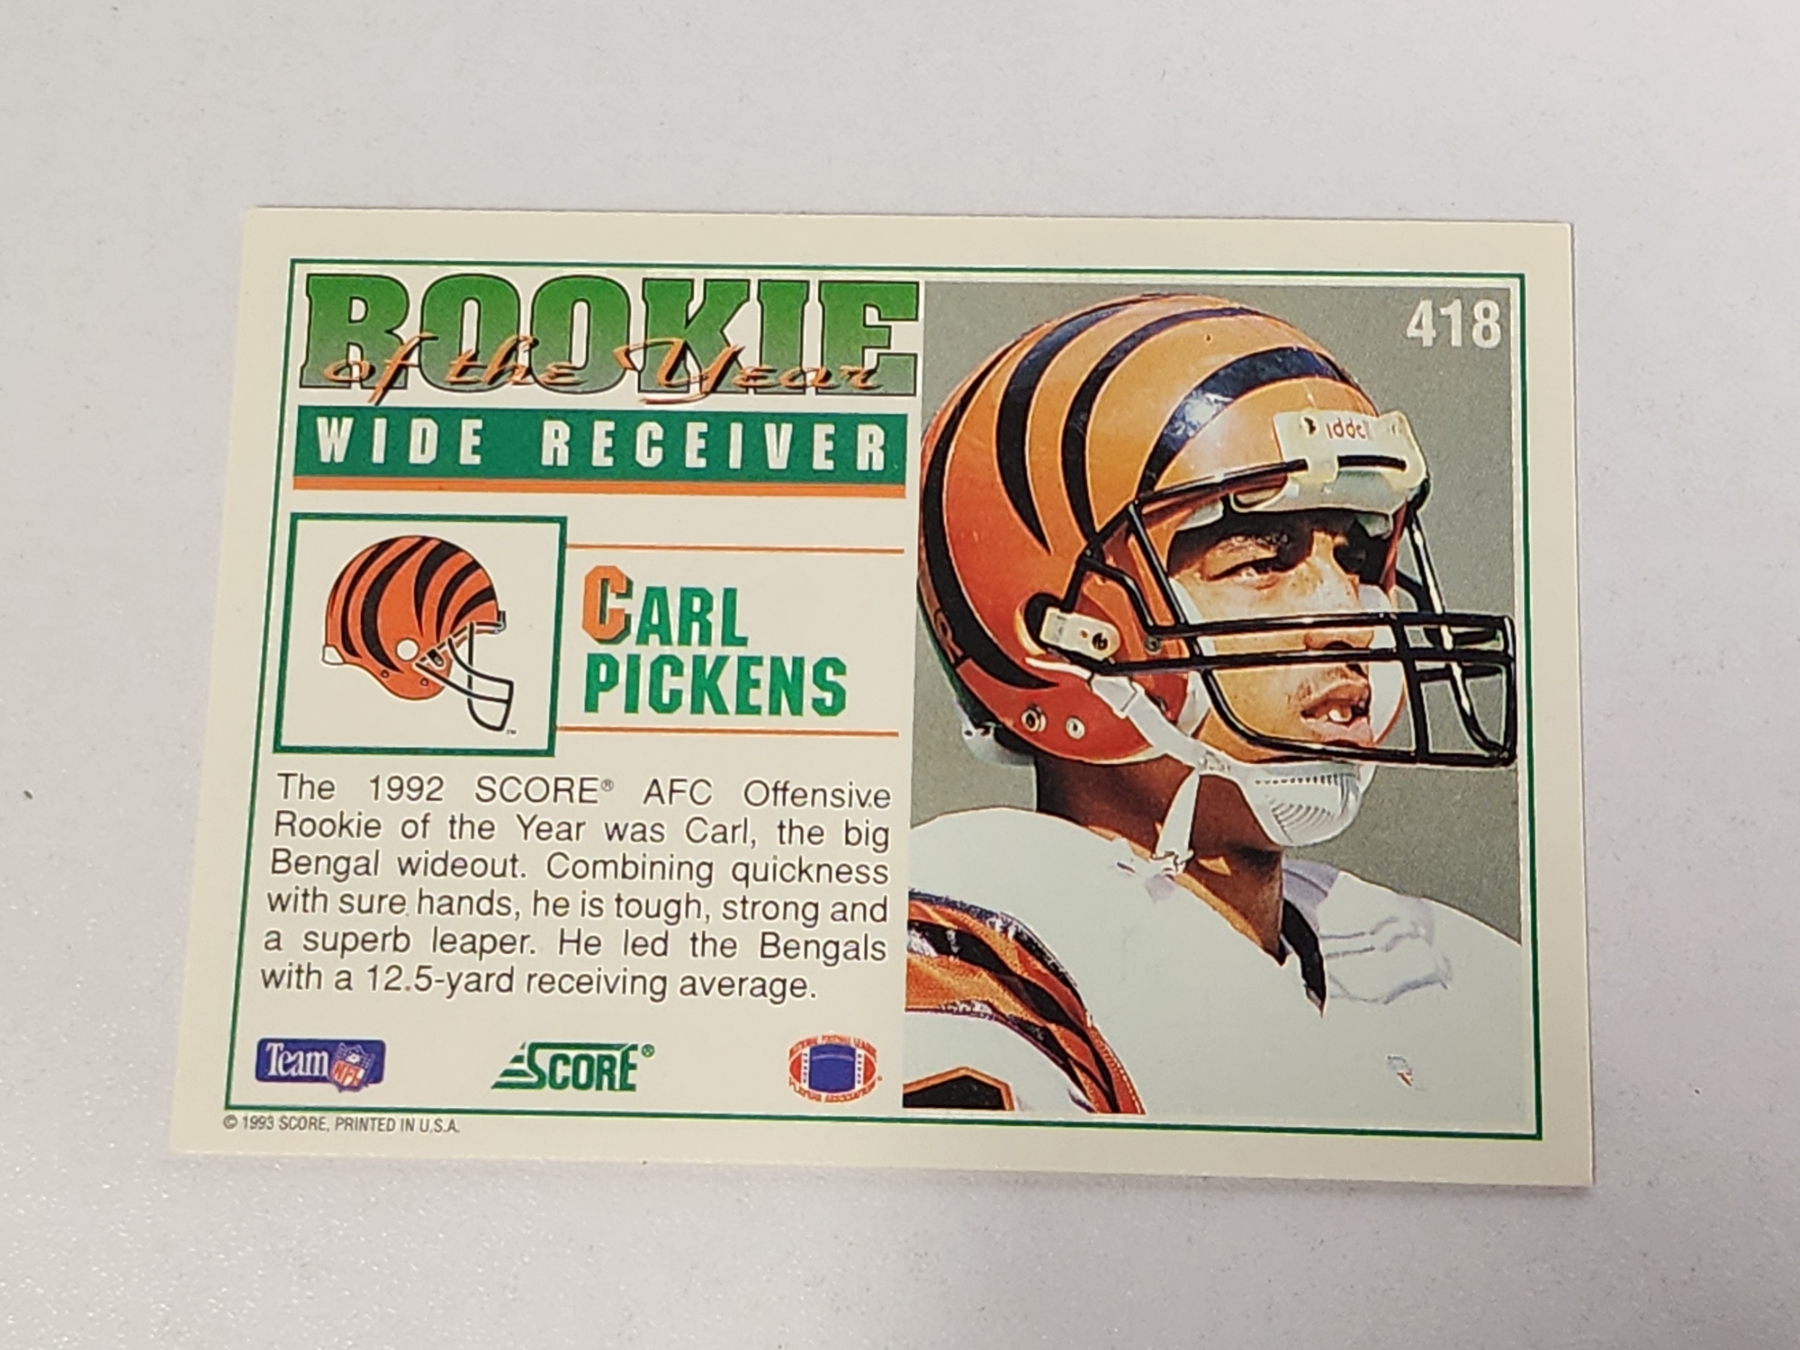 ROOKIE
of the Year
418
WIDE RECEIVER
CARL
PICKENS
TM
The 1992 SCORE® AFC Offensive
Rookie of the Year was Carl, the big
Bengal wideout. Combining quickness
with sure hands, he is tough, strong and
a superb leaper. He led the Bengals
with a 12.5-yard receiving average.
Team NFL
SCORE®
© 1993 SCORE, PRINTED IN U.S.A.